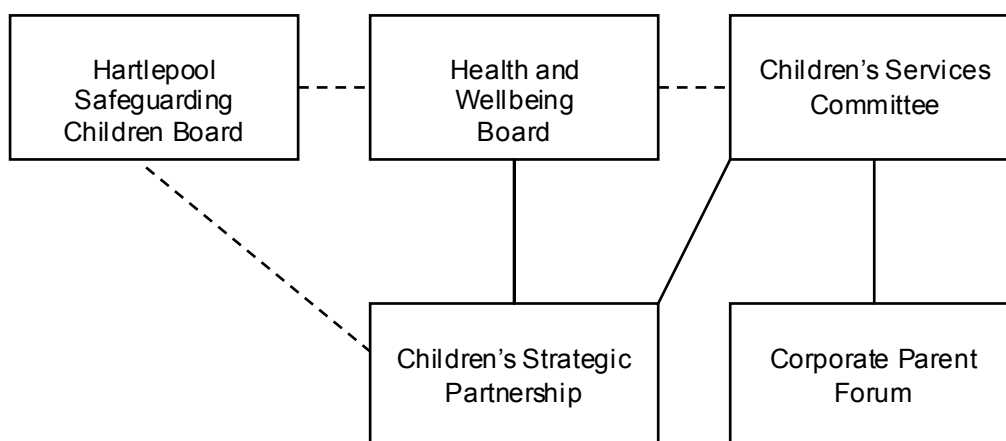 Hartlepool
Safeguarding
Children Board
Health and
Wellbeing
Board
Children’s Services
Committee
Children’s Strategic
Partnership
Corporate Parent
Forum